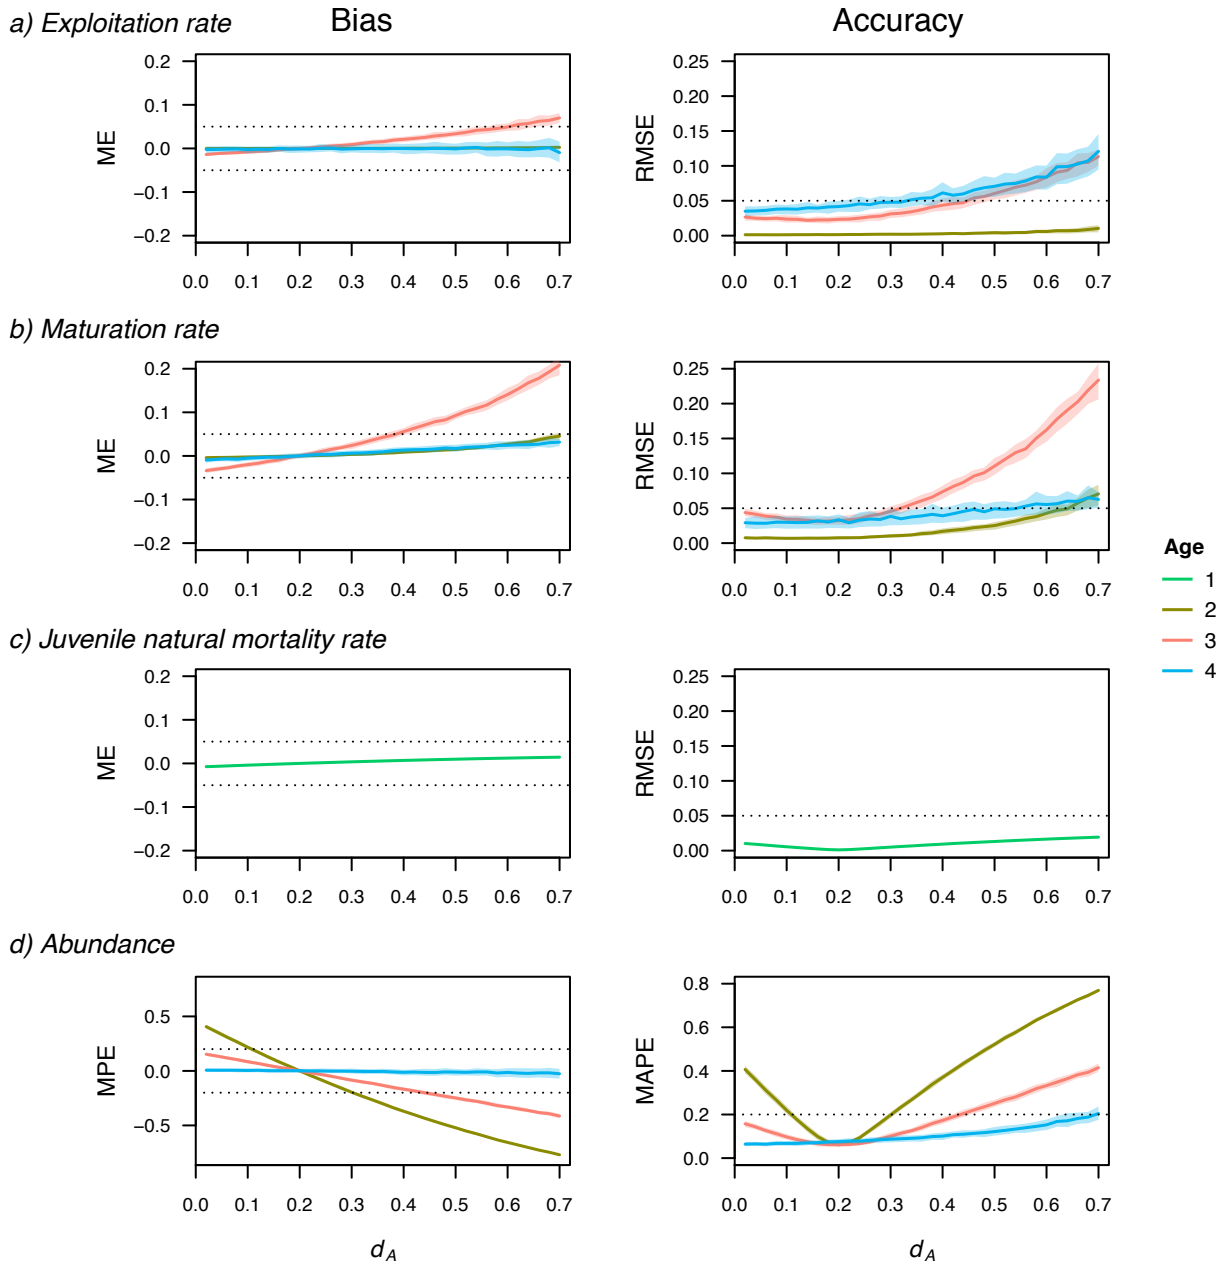 a) Exploitation rate
Bias
Accuracy
ME
0.2
0.1
0.0
−0.1
−0.2
0.0 0.1 0.2 0.3 0.4 0.5 0.6 0.7
RMSE
0.25
0.20
0.15
0.10
0.05
0.00
0.0 0.1 0.2 0.3 0.4 0.5 0.6 0.7
b) Maturation rate
ME
0.2
0.1
0.0
−0.1
−0.2
0.0 0.1 0.2 0.3 0.4 0.5 0.6 0.7
RMSE
0.25
0.20
0.15
0.10
0.05
0.00
0.0 0.1 0.2 0.3 0.4 0.5 0.6 0.7
Age
1
2
3
4
c) Juvenile natural mortality rate
ME
0.2
0.1
0.0
−0.1
−0.2
0.0 0.1 0.2 0.3 0.4 0.5 0.6 0.7
RMSE
0.25
0.20
0.15
0.10
0.05
0.00
0.0 0.1 0.2 0.3 0.4 0.5 0.6 0.7
d) Abundance
MPE
0.5
0.0
−0.5
0.0 0.1 0.2 0.3 0.4 0.5 0.6 0.7
d_A
MAPE
0.8
0.6
0.4
0.2
0.0
0.0 0.1 0.2 0.3 0.4 0.5 0.6 0.7
d_A